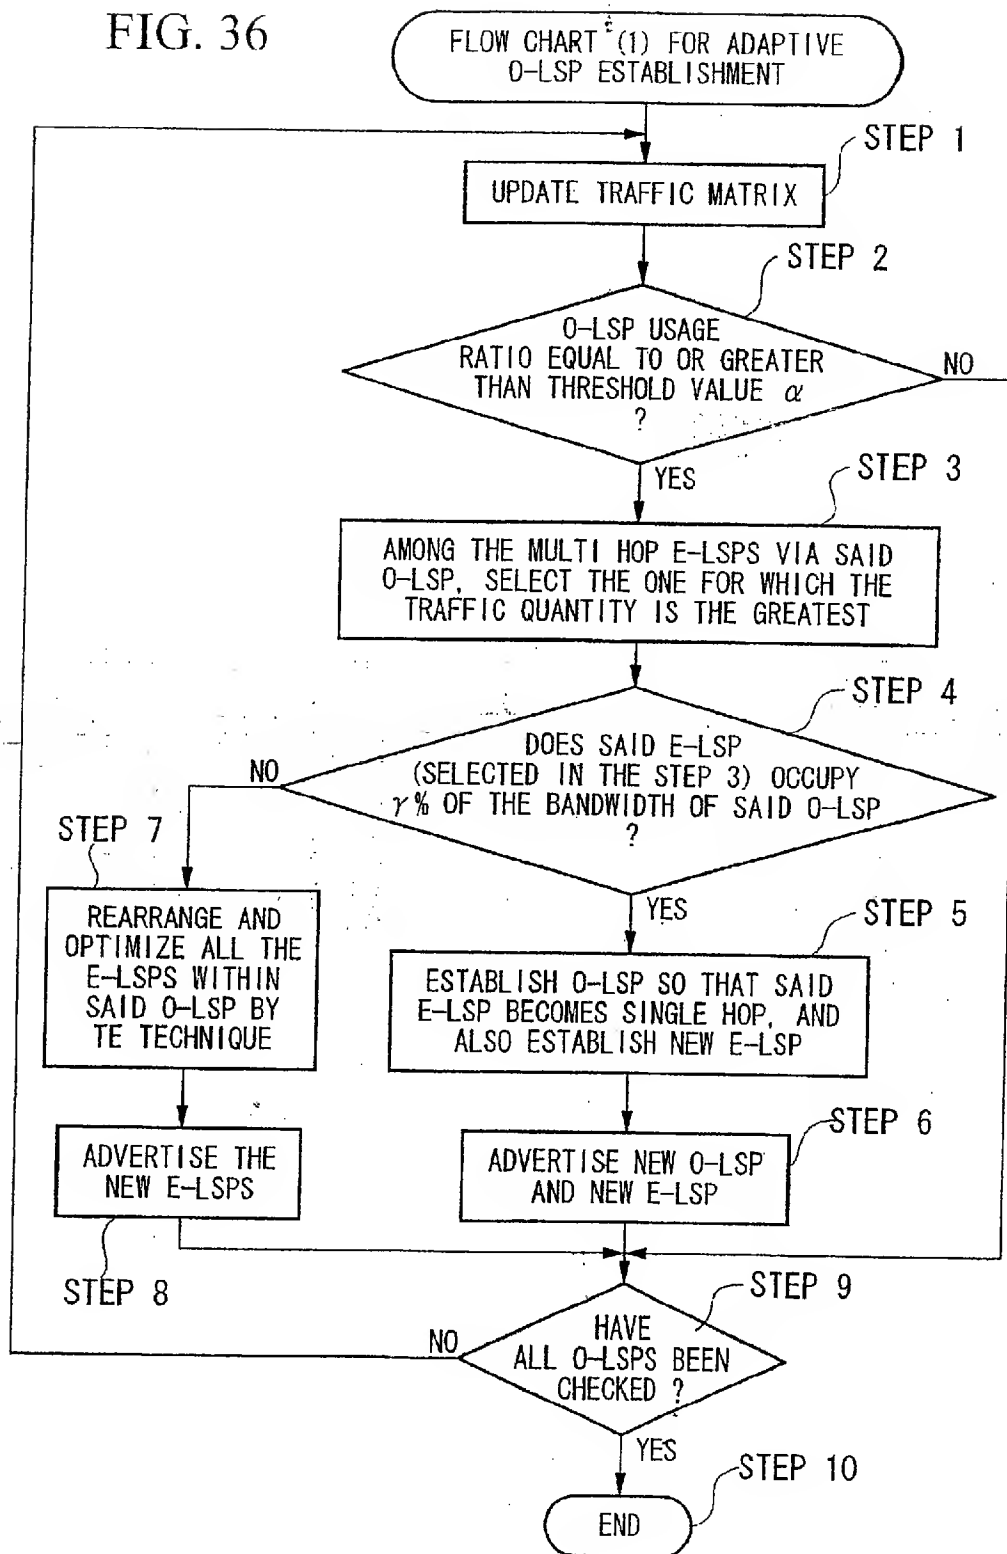 FIG. 36
FLOW CHART (1) FOR ADAPTIVE
O-LSP ESTABLISHMENT
STEP 1
UPDATE TRAFFIC MATRIX
STEP 2
O-LSP USAGE
RATIO EQUAL TO OR GREATER
THAN THRESHOLD VALUE α
?
NO
YES
STEP 3
AMONG THE MULTI HOP E-LSPS VIA SAID
O-LSP, SELECT THE ONE FOR WHICH THE
TRAFFIC QUANTITY IS THE GREATEST
STEP 4
DOES SAID E-LSP
(SELECTED IN THE STEP 3) OCCUPY
γ% OF THE BANDWIDTH OF SAID O-LSP
?
NO
YES
STEP 7
REARRANGE AND
OPTIMIZE ALL THE
E-LSPS WITHIN
SAID O-LSP BY
TE TECHNIQUE
STEP 5
ESTABLISH O-LSP SO THAT SAID
E-LSP BECOMES SINGLE HOP, AND
ALSO ESTABLISH NEW E-LSP
STEP 6
ADVERTISE NEW O-LSP
AND NEW E-LSP
ADVERTISE THE
NEW E-LSPS
STEP 8
STEP 9
HAVE
ALL O-LSPS BEEN
CHECKED ?
NO
YES
STEP 10
END